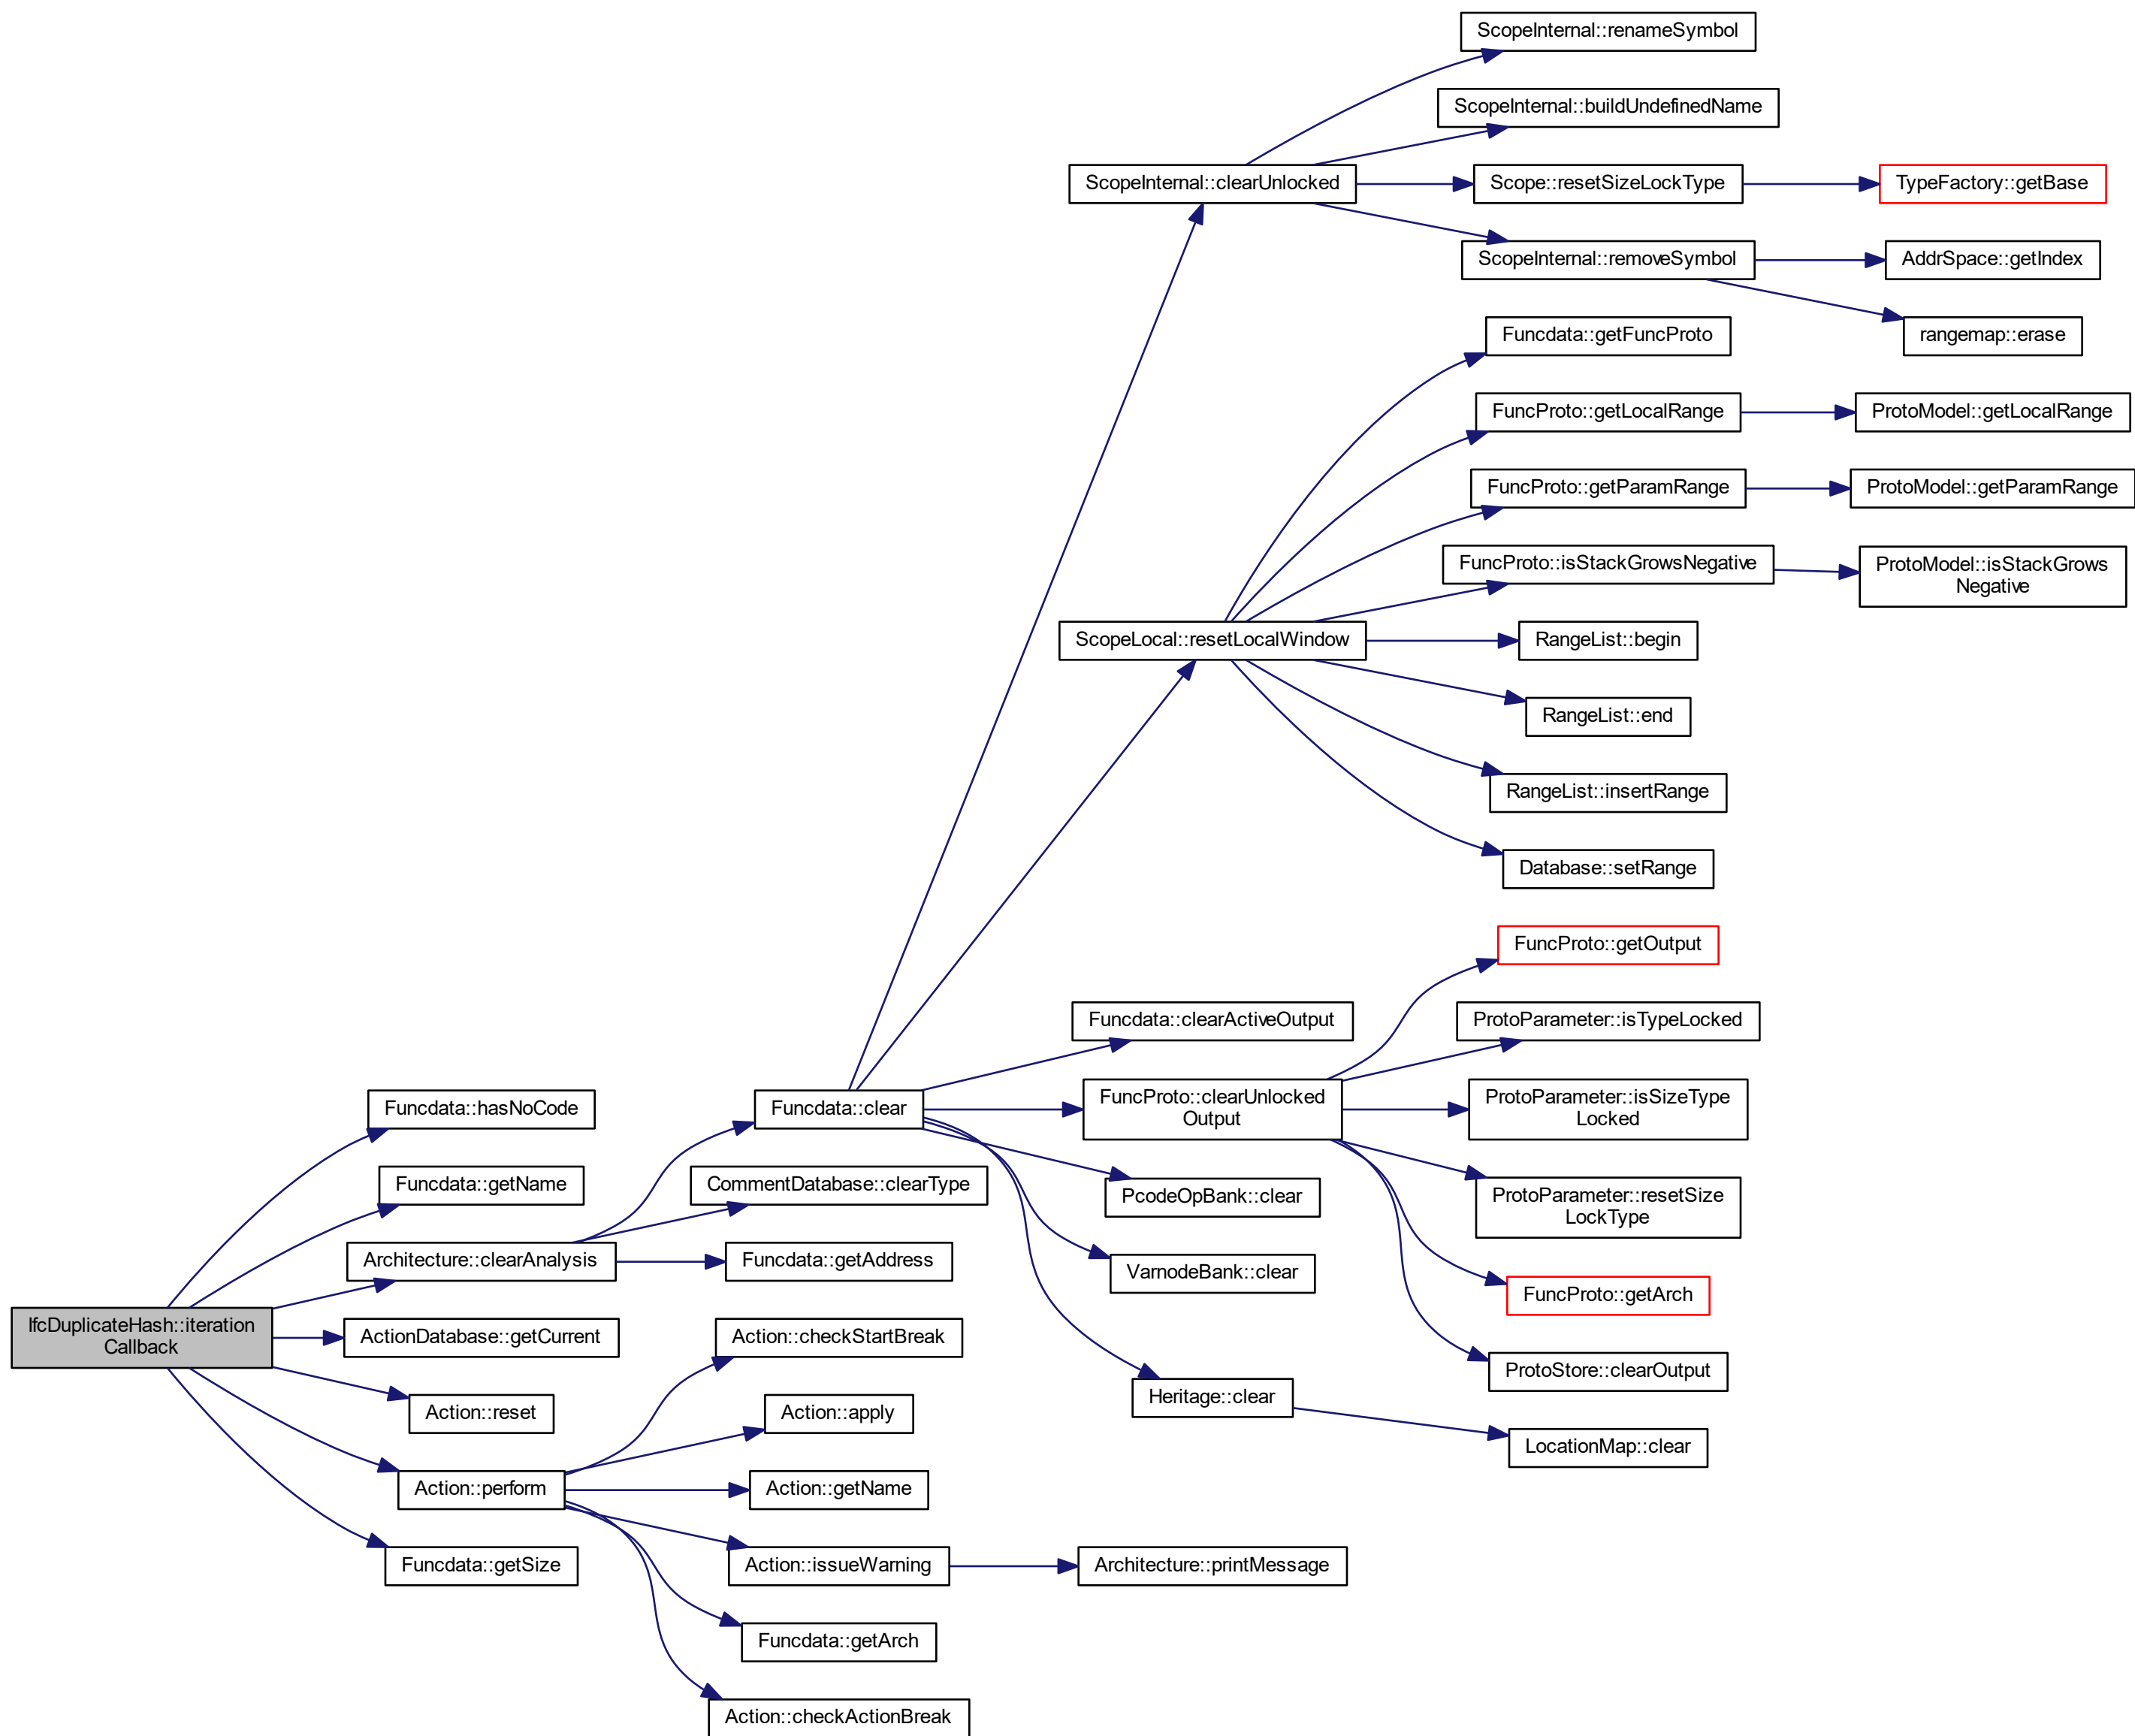 ScopeInternal::renameSymbol
ScopeInternal::buildUndefinedName
ScopeInternal::clearUnlocked
Scope::resetSizeLockType
TypeFactory::getBase
ScopeInternal::removeSymbol
AddrSpace::getIndex
rangemap::erase
Funcdata::getFuncProto
FuncProto::getLocalRange
ProtoModel::getLocalRange
FuncProto::getParamRange
ProtoModel::getParamRange
FuncProto::isStackGrowsNegative
ProtoModel::isStackGrows
Negative
ScopeLocal::resetLocalWindow
RangeList::begin
RangeList::end
RangeList::insertRange
Database::setRange
FuncProto::getOutput
Funcdata::clearActiveOutput
ProtoParameter::isTypeLocked
Funcdata::hasNoCode
Funcdata::clear
FuncProto::clearUnlocked
Output
ProtoParameter::isSizeType
Locked
Funcdata::getName
CommentDatabase::clearType
PcodeOpBank::clear
ProtoParameter::resetSize
LockType
Architecture::clearAnalysis
Funcdata::getAddress
VarnodeBank::clear
FuncProto::getArch
IfcDuplicateHash::iteration
Callback
ActionDatabase::getCurrent
Action::checkStartBreak
ProtoStore::clearOutput
Action::reset
Action::apply
Heritage::clear
LocationMap::clear
Action::perform
Action::getName
Funcdata::getSize
Action::issueWarning
Architecture::printMessage
Funcdata::getArch
Action::checkActionBreak